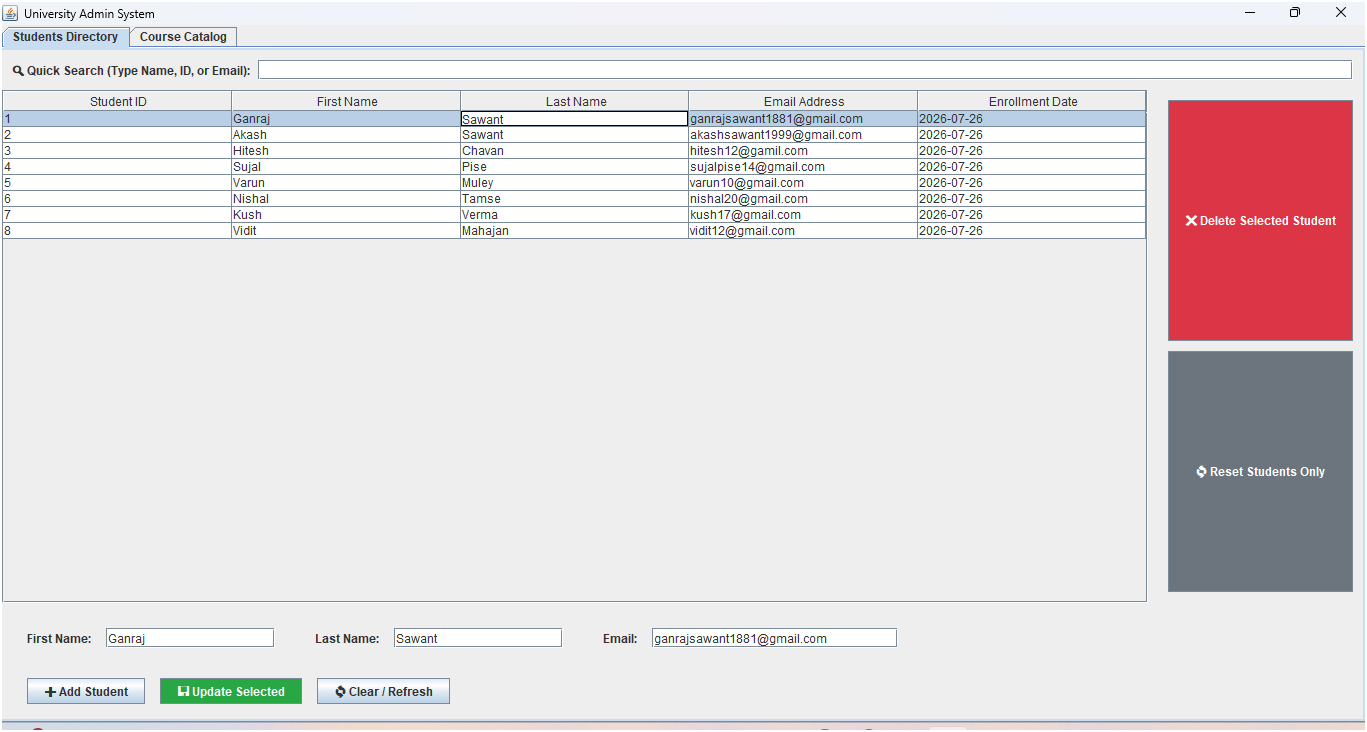 University Admin System
Students Directory Course Catalog
Quick Search (Type Name, ID, or Email):
Student ID First Name Last Name Email Address Enrollment Date
1 Ganraj Sawant ganrajsawant1881@gmail.com 2026-07-26
2 Akash Sawant akashsawant1999@gmail.com 2026-07-26
3 Hitesh Chavan hitesh12@gamil.com 2026-07-26
4 Sujal Pise sujalpise14@gmail.com 2026-07-26
5 Varun Muley varun10@gmail.com 2026-07-26
6 Nishal Tamse nishal20@gmail.com 2026-07-26
7 Kush Verma kush17@gmail.com 2026-07-26
8 Vidit Mahajan vidit12@gmail.com 2026-07-26
Delete Selected Student
Reset Students Only
First Name: Ganraj Last Name: Sawant Email: ganrajsawant1881@gmail.com
Add Student Update Selected Clear / Refresh